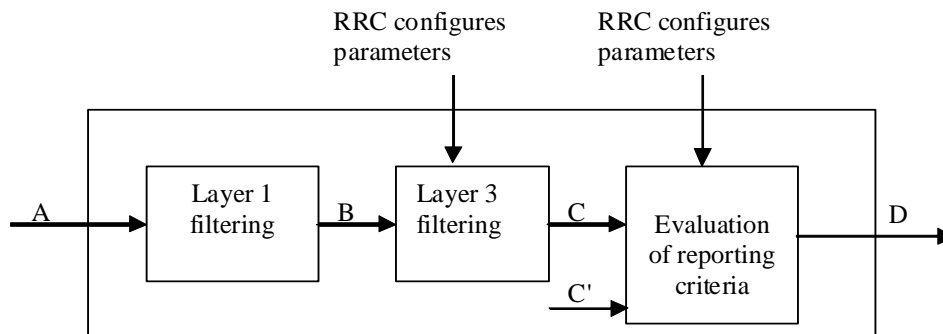 RRC configures
parameters
RRC configures
parameters
Layer 1
filtering
Layer 3
filtering
A
B
C
C'
Evaluation
of reporting
criteria
D